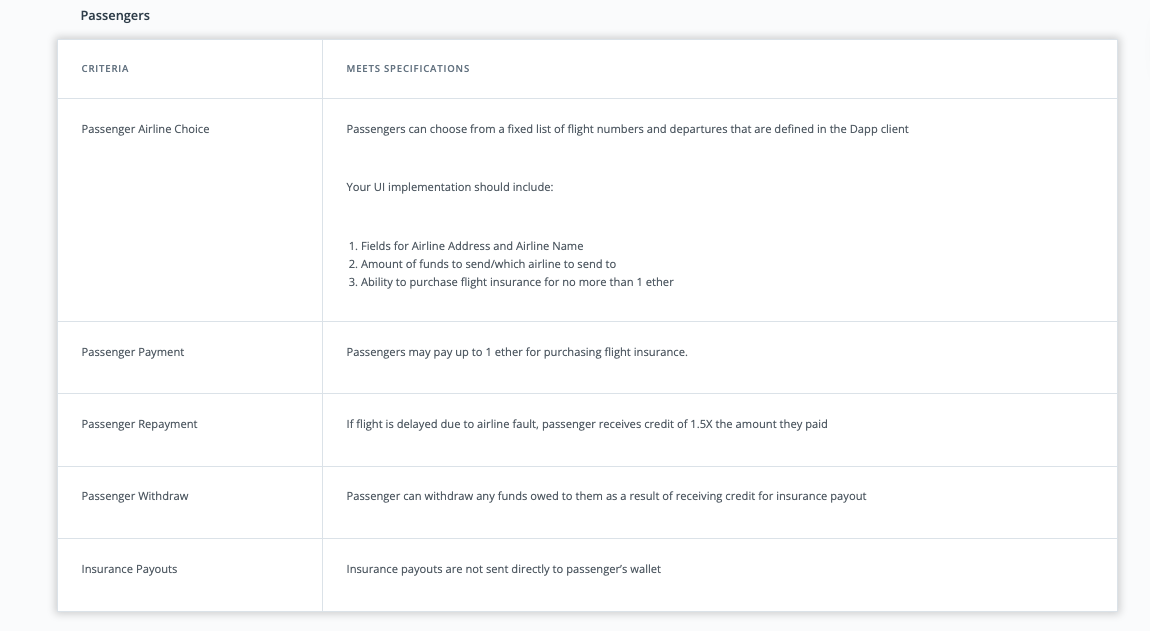 Passengers
CRITERIA
MEETS SPECIFICATIONS
Passenger Airline Choice
Passengers can choose from a fixed list of flight numbers and departures that are defined in the Dapp client
Your UI implementation should include:
1. Fields for Airline Address and Airline Name
2. Amount of funds to send/which airline to send to
3. Ability to purchase flight insurance for no more than 1 ether
Passenger Payment
Passengers may pay up to 1 ether for purchasing flight insurance.
Passenger Repayment
If flight is delayed due to airline fault, passenger receives credit of 1.5X the amount they paid
Passenger Withdraw
Passenger can withdraw any funds owed to them as a result of receiving credit for insurance payout
Insurance Payouts
Insurance payouts are not sent directly to passenger’s wallet